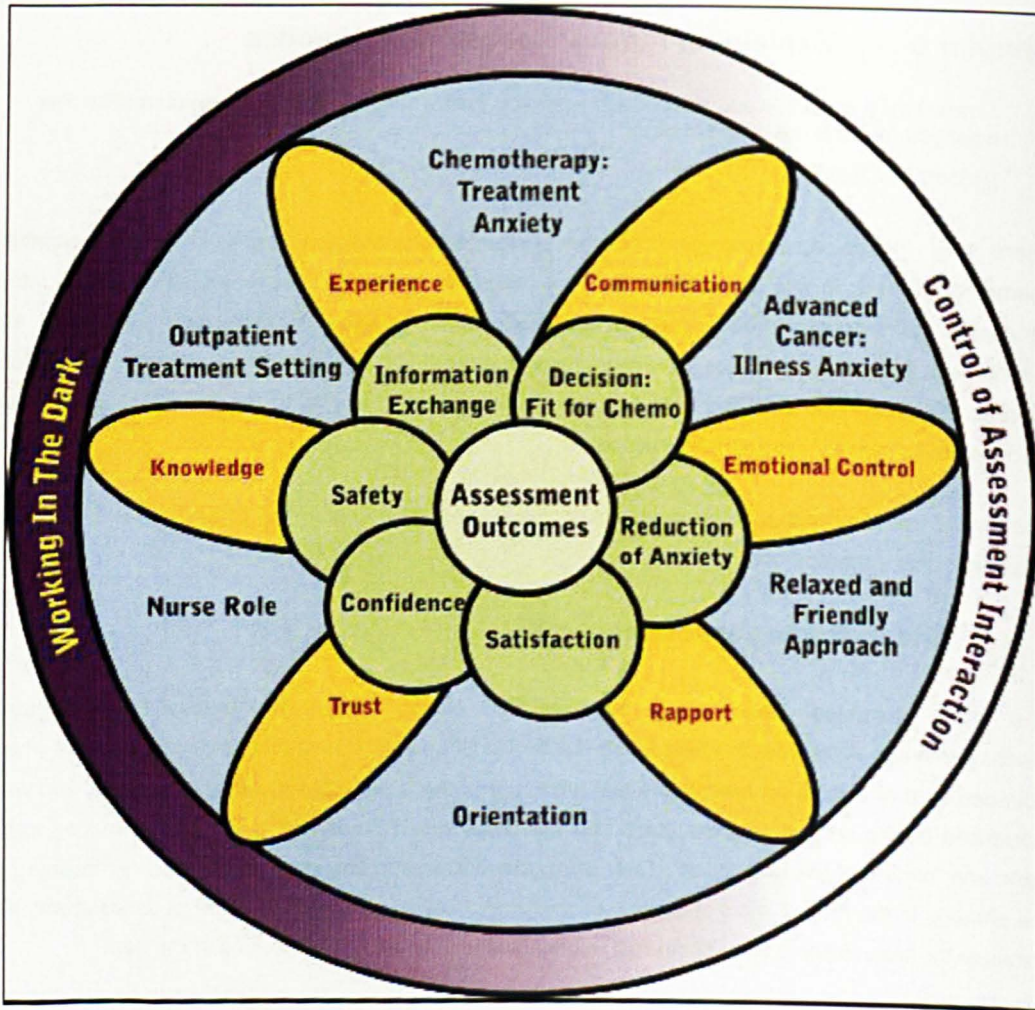 Chemotherapy:
Treatment
Anxiety
Experience
Communication
Advanced
Cancer:
Illness Anxiety
Outpatient
Treatment Setting
Information
Exchange
Decision:
Fit for Chemo
Knowledge
Emotional Control
Safety
Assessment
Outcomes
Reduction
of Anxiety
Nurse Role
Confidence
Satisfaction
Relaxed and
Friendly
Approach
Trust
Rapport
Orientation
Working In The Dark
Control of Assessment Interaction